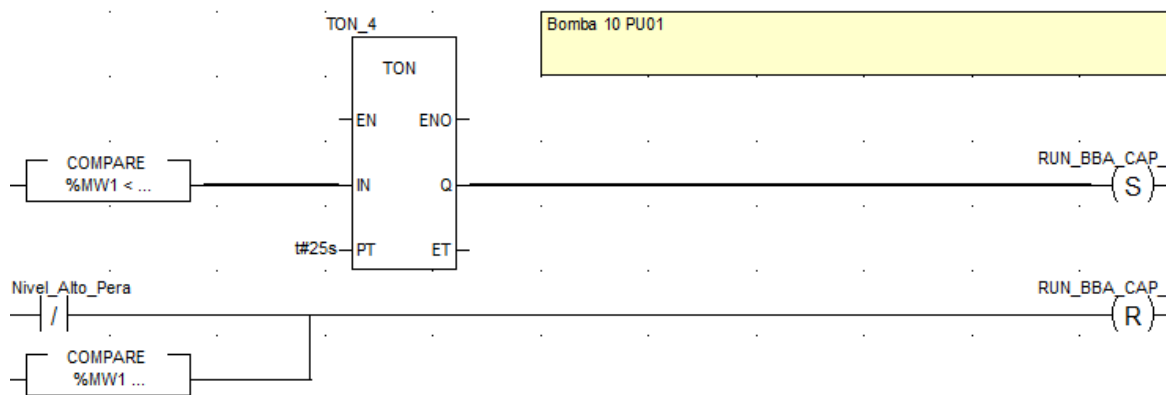 TON_4
Bomba 10 PU01
TON
EN ENO
COMPARE
%MW1 < ...
IN Q
RUN_BBA_CAP_
S
t#25s PT ET
Nivel_Alto_Pera
/
RUN_BBA_CAP_
R
COMPARE
%MW1 ...